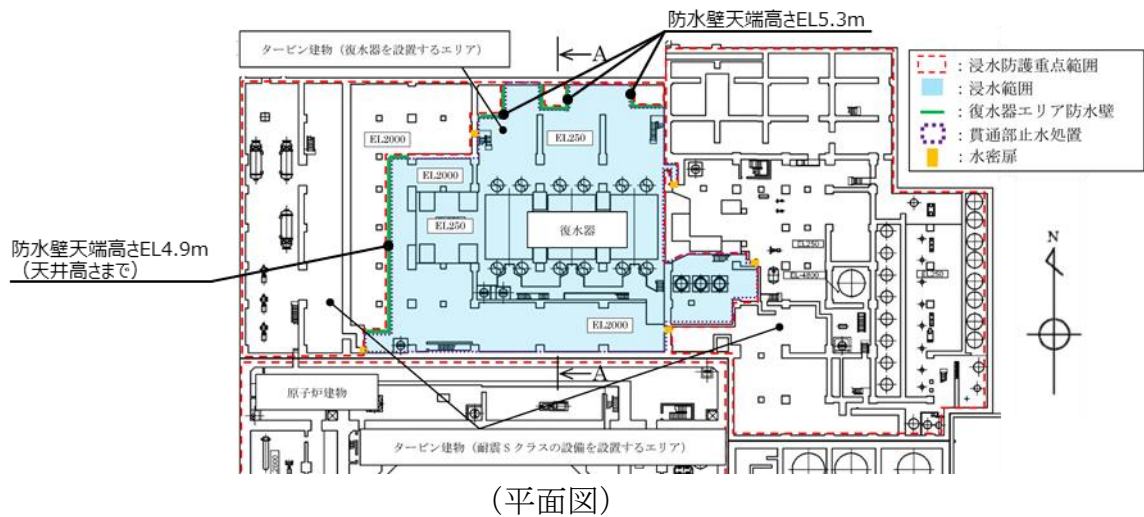 防水壁天端高さEL5.3m
タービン建物（復水器を設置するエリア）
A
：浸水防護重点範囲
：浸水範囲
：復水器エリア防水壁
：貫通部止水処置
：水密扉
EL2000
EL250
EL2000
EL250
復水器
防水壁天端高さEL4.9m
（天井高さまで）
EL250
EL-4800
EL2000
N
A
原子炉建物
タービン建物（耐震Ｓクラスの設備を設置するエリア）
（平面図）